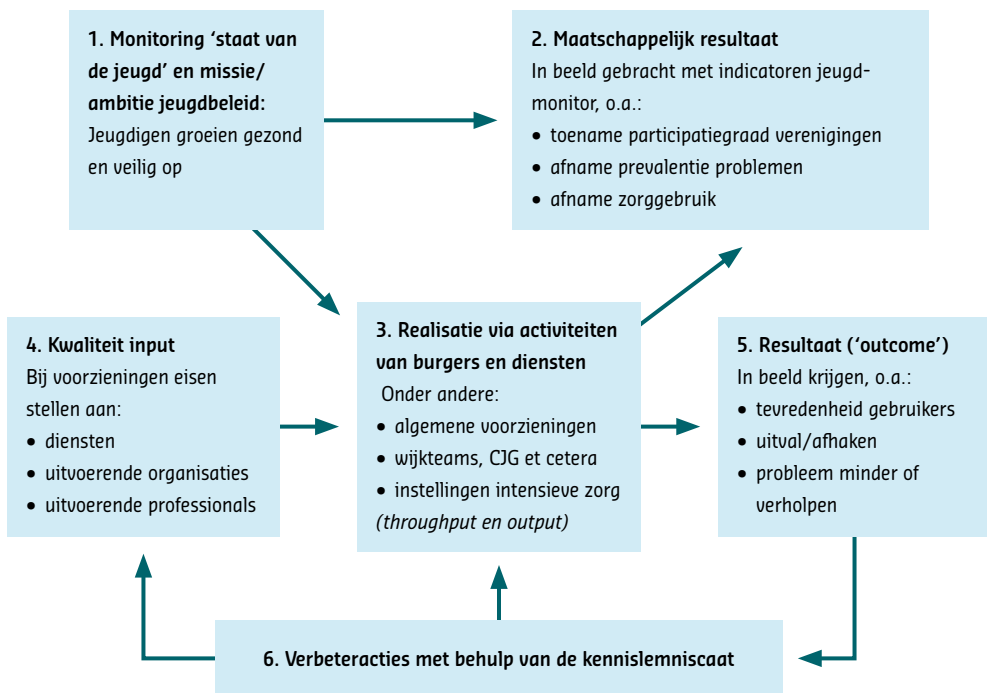 1. Monitoring ‘staat van
de jeugd’ en missie/
ambitie jeugdbeleid:
Jeugdigen groeien gezond
en veilig op
2. Maatschappelijk resultaat
In beeld gebracht met indicatoren jeugd-
monitor, o.a.:
• toename participatiegraad verenigingen
• afname prevalentie problemen
• afname zorggebruik
4. Kwaliteit input
Bij voorzieningen eisen
stellen aan:
• diensten
• uitvoerende organisaties
• uitvoerende professionals
3. Realisatie via activiteiten
van burgers en diensten
Onder andere:
• algemene voorzieningen
• wijkteams, CJG et cetera
• instellingen intensieve zorg
(throughput en output)
5. Resultaat (‘outcome’)
In beeld krijgen, o.a.:
• tevredenheid gebruikers
• uitval/afhaken
• probleem minder of
verholpen
6. Verbeteracties met behulp van de kennislemniscaat